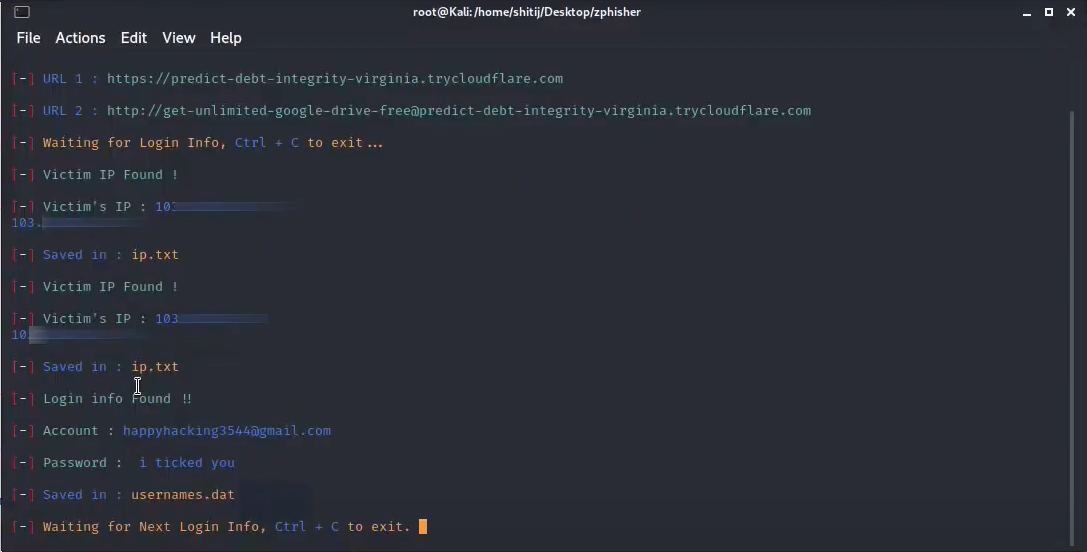 root@Kali:/home/shitij/Desktop/zphisher
File Actions Edit View Help
[-] URL 1 : https://predict-debt-integrity-virginia.trycloudflare.com
[-] URL 2 : http://get-unlimited-google-drive-free@predict-debt-integrity-virginia.trycloudflare.com
[-] Waiting for Login Info, Ctrl + C to exit...
[-] Victim IP Found !
[-] Victim's IP : 103
103.
[-] Saved in : ip.txt
[-] Victim IP Found !
[-] Victim's IP : 103
10
[-] Saved in : ip.txt
[-] Login info Found !!
[-] Account : happyhacking3544@gmail.com
[-] Password :  i ticked you
[-] Saved in : usernames.dat
[-] Waiting for Next Login Info, Ctrl + C to exit.